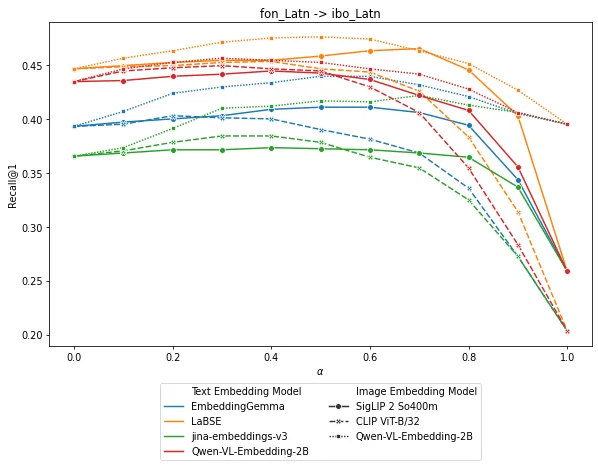 fon_Latn -> ibo_Latn
Recall@1
0.45
0.40
0.35
0.30
0.25
0.20
0.0 0.2 0.4 0.6 0.8 1.0
α
Text Embedding Model Image Embedding Model
EmbeddingGemma SigLIP 2 So400m
LaBSE CLIP ViT-B/32
jina-embeddings-v3 Qwen-VL-Embedding-2B
Qwen-VL-Embedding-2B